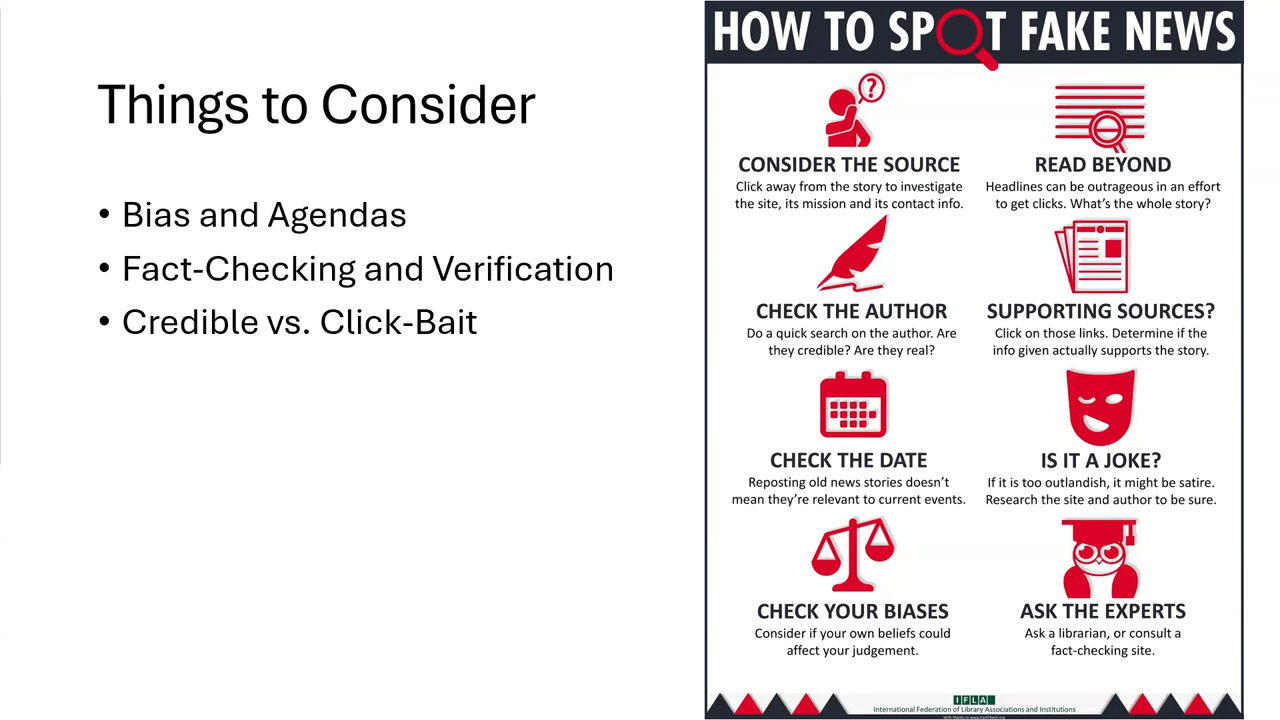 Things to Consider
• Bias and Agendas
• Fact-Checking and Verification
• Credible vs. Click-Bait
HOW TO SPOT FAKE NEWS
?
CONSIDER THE SOURCE
Click away from the story to investigate
the site, its mission and its contact info.
READ BEYOND
Headlines can be outrageous in an effort
to get clicks. What's the whole story?
CHECK THE AUTHOR
Do a quick search on the author. Are
they credible? Are they real?
SUPPORTING SOURCES?
Click on those links. Determine if the
info given actually supports the story.
CHECK THE DATE
Reposting old news stories doesn't
mean they're relevant to current events.
IS IT A JOKE?
If it is too outlandish, it might be satire.
Research the site and author to be sure.
CHECK YOUR BIASES
Consider if your own beliefs could
affect your judgement.
ASK THE EXPERTS
Ask a librarian, or consult a
fact-checking site.
IFLA
International Federation of Library Associations and Institutions
With thanks to www.FactCheck.org